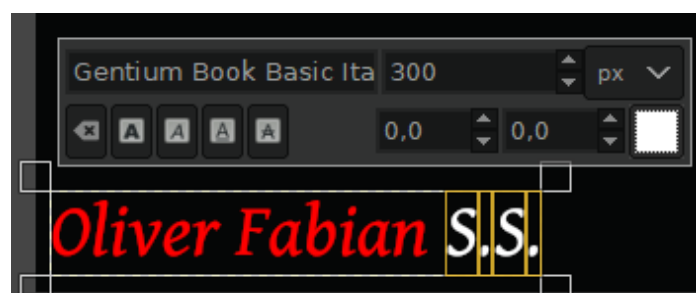 Gentium Book Basic Ita 300 px
A A A A 0,0 0,0
Oliver Fabian S.S.